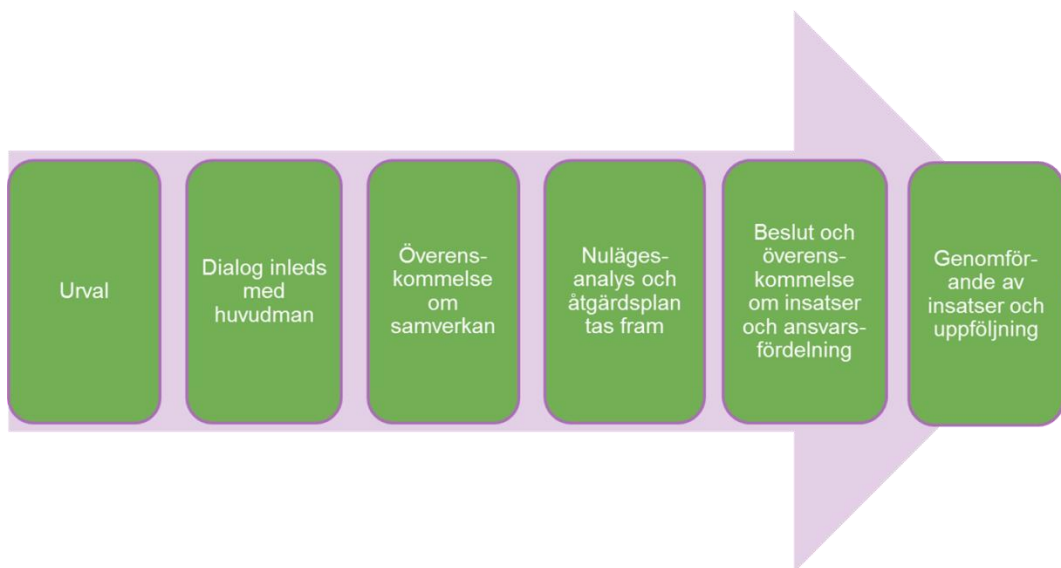 Urval
Dialog inleds
med
huvudman
Överens-
kommelse
om
samverkan
Nuläges-
analys och
åtgärdsplan
tas fram
Beslut och
överens-
kommelse
om insatser
och ansvars-
fördelning
Genomför-
ande av
insatser och
uppföljning